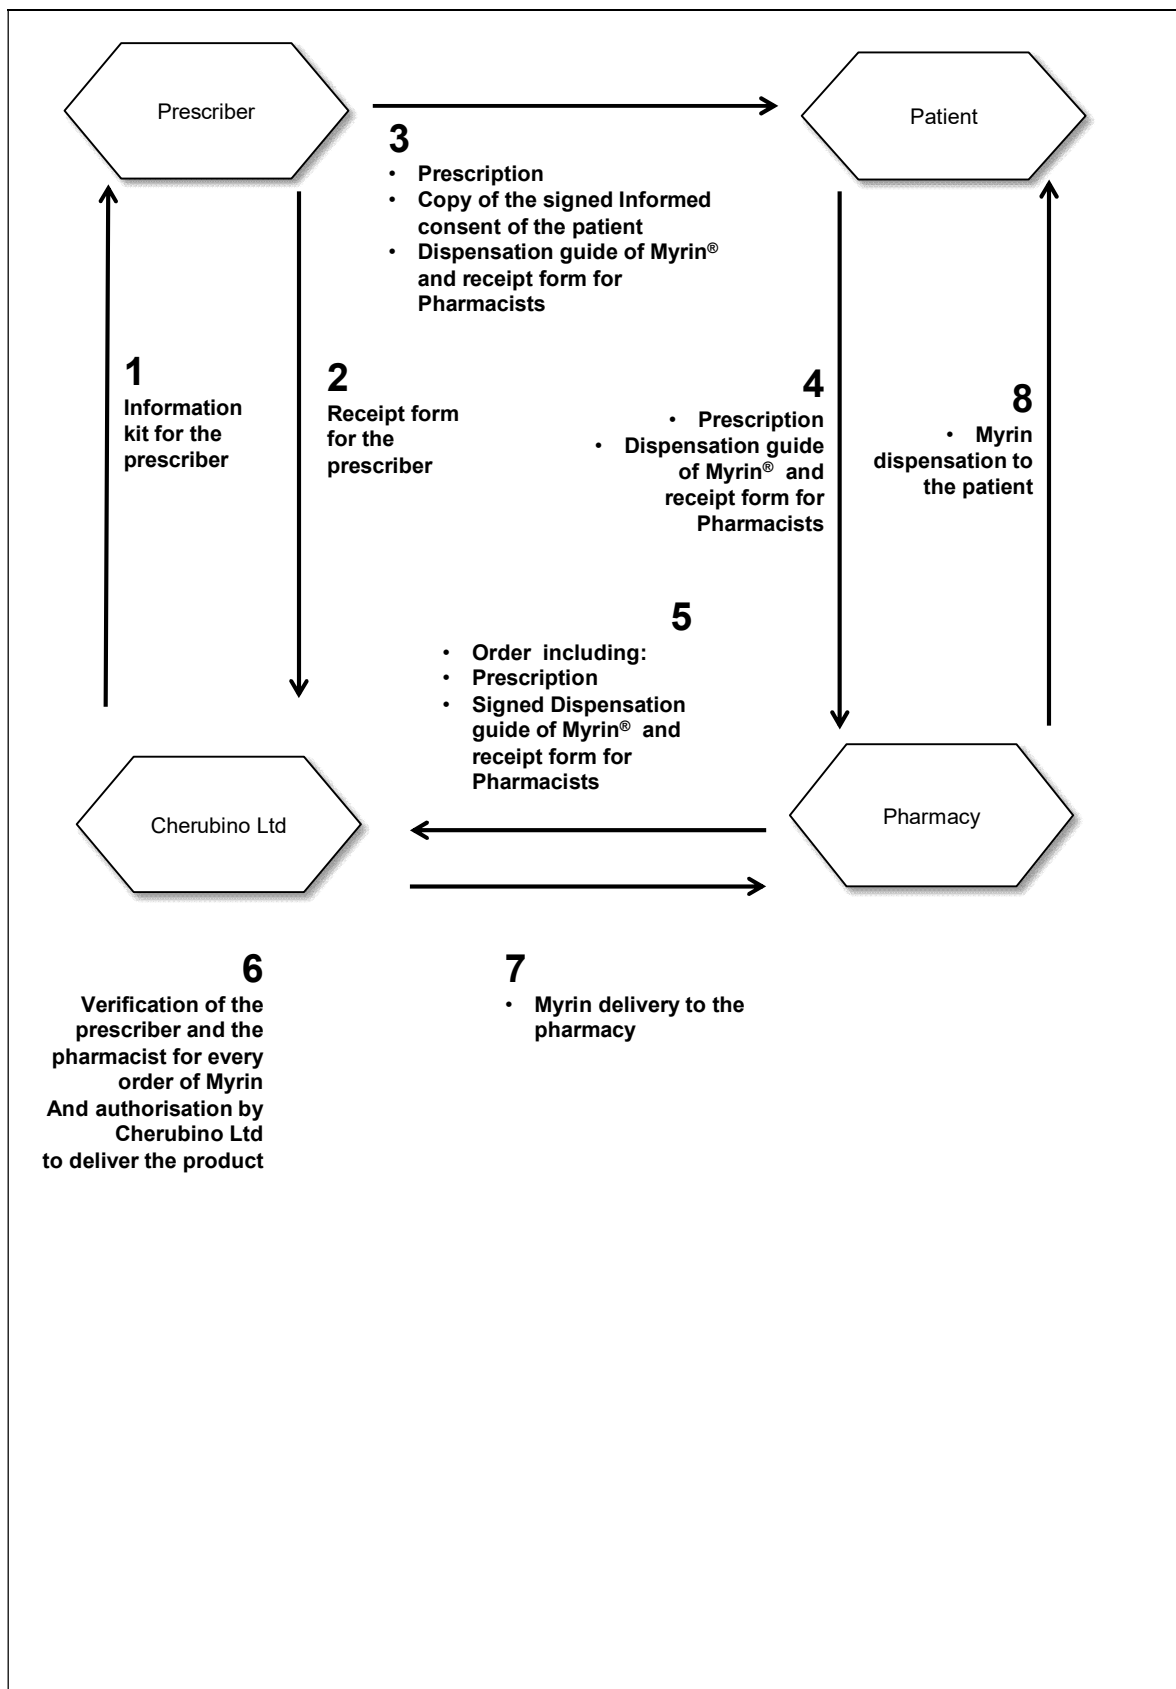 Prescriber
Patient
3
• Prescription
• Copy of the signed Informed
consent of the patient
• Dispensation guide of Myrin®
and receipt form for
Pharmacists
1
Information
kit for the
prescriber
2
Receipt form
for the
prescriber
4
• Prescription
• Dispensation guide
of Myrin® and
receipt form for
Pharmacists
8
• Myrin
dispensation to
the patient
5
• Order including:
• Prescription
• Signed Dispensation
guide of Myrin® and
receipt form for
Pharmacists
Cherubino Ltd
Pharmacy
6
Verification of the
prescriber and the
pharmacist for every
order of Myrin
And authorisation by
Cherubino Ltd
to deliver the product
7
• Myrin delivery to the
pharmacy